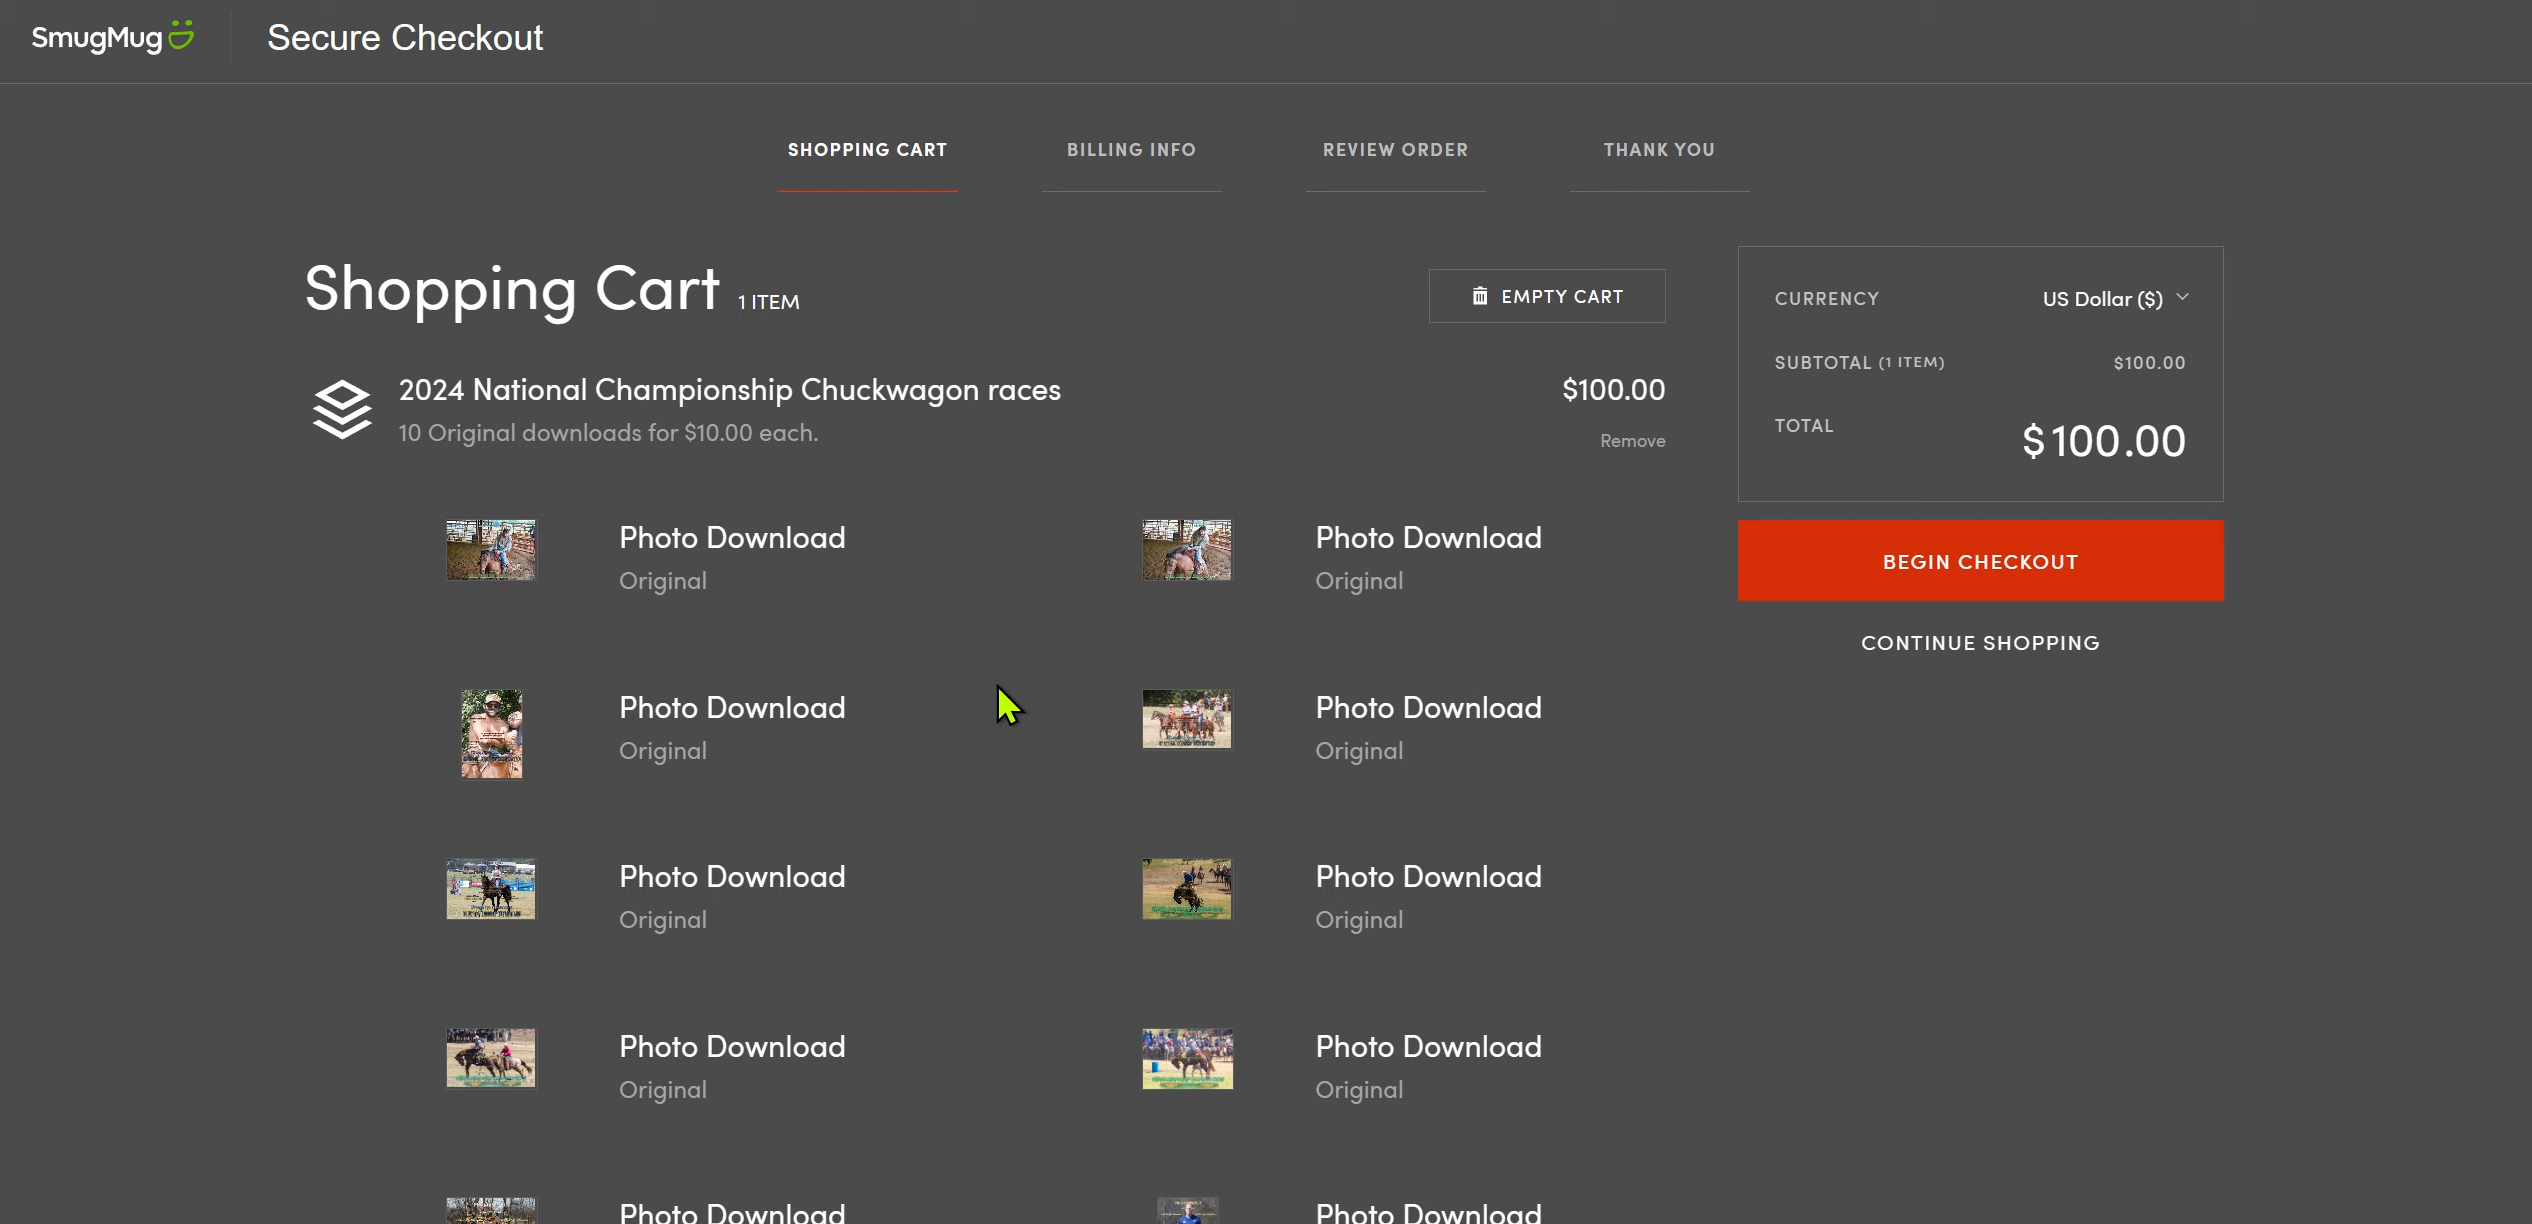 SmugMug
Secure Checkout
SHOPPING CART
BILLING INFO
REVIEW ORDER
THANK YOU
Shopping Cart 1 ITEM
EMPTY CART
2024 National Championship Chuckwagon races
$100.00
10 Original downloads for $10.00 each.
Remove
Photo Download
Original
Photo Download
Original
Photo Download
Original
Photo Download
Original
Photo Download
Original
Photo Download
Original
Photo Download
Original
Photo Download
Original
Photo Download
Photo Download
CURRENCY
US Dollar ($)
SUBTOTAL (1 ITEM)
$100.00
TOTAL
$100.00
BEGIN CHECKOUT
CONTINUE SHOPPING